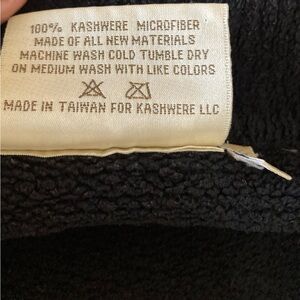 100% KASHWERE MICROFIBER
MADE OF ALL NEW MATERIALS
MACHINE WASH COLD TUMBLE DRY
ON MEDIUM WASH WITH LIKE COLORS
MADE IN TAIWAN FOR KASHWERE LLC